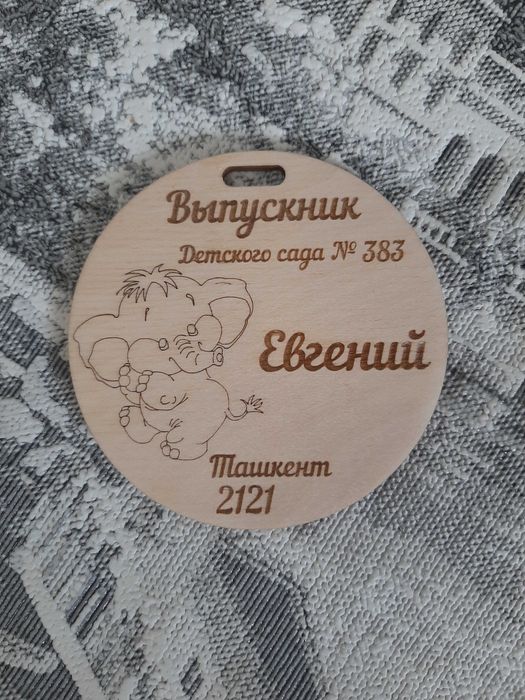 Выпускник
Детского сада № 383
Евгений
Ташкент
2121